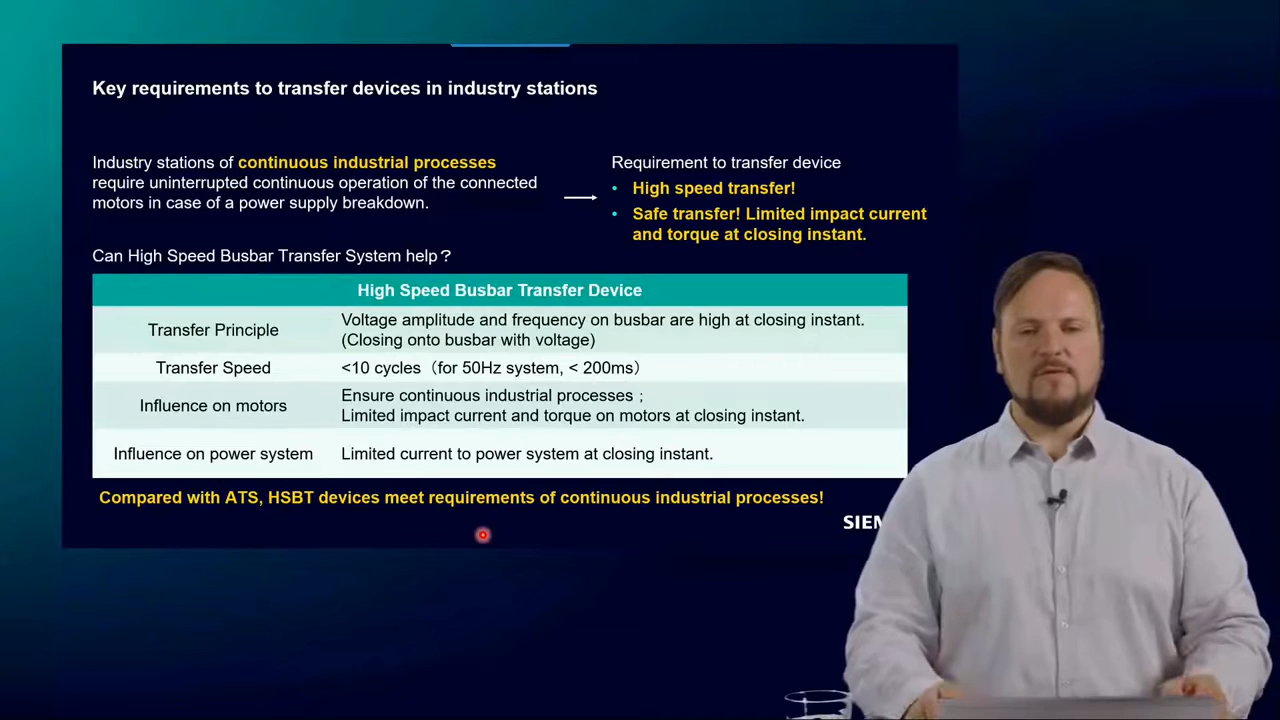 Key requirements to transfer devices in industry stations
Industry stations of continuous industrial processes
require uninterrupted continuous operation of the connected
motors in case of a power supply breakdown.
Requirement to transfer device
• High speed transfer!
• Safe transfer! Limited impact current
and torque at closing instant.
Can High Speed Busbar Transfer System help？
High Speed Busbar Transfer Device
Transfer Principle
Voltage amplitude and frequency on busbar are high at closing instant.
(Closing onto busbar with voltage)
Transfer Speed
<10 cycles（for 50Hz system, < 200ms）
Influence on motors
Ensure continuous industrial processes；
Limited impact current and torque on motors at closing instant.
Influence on power system
Limited current to power system at closing instant.
Compared with ATS, HSBT devices meet requirements of continuous industrial processes!